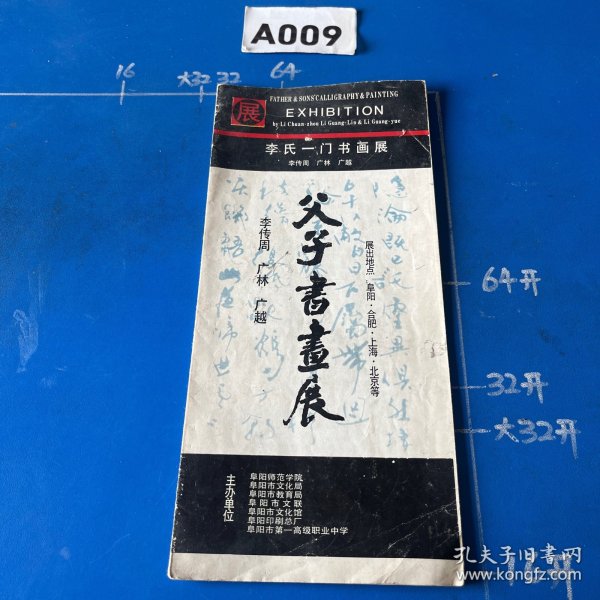 A009
16 大32 32 64
展
FATHER & SONS'CALLIGRAPHY & PAINTING
EXHIBITION
by Li Chuan-zhou Li Guang-Lin & Li Guang-yue
李氏一门书画展
李传周 广林 广越
父子書畫展
李传周 广林 广越
展出地点·阜阳·合肥·上海·北京等
主办单位
阜阳师范学院
阜阳市文化局
阜阳市教育局
阜阳市文联
阜阳市文化馆
阜阳印刷总厂
阜阳市第一高级职业中学
64开
32开
大32开
16开
孔夫子旧书网
www.kongfz.com